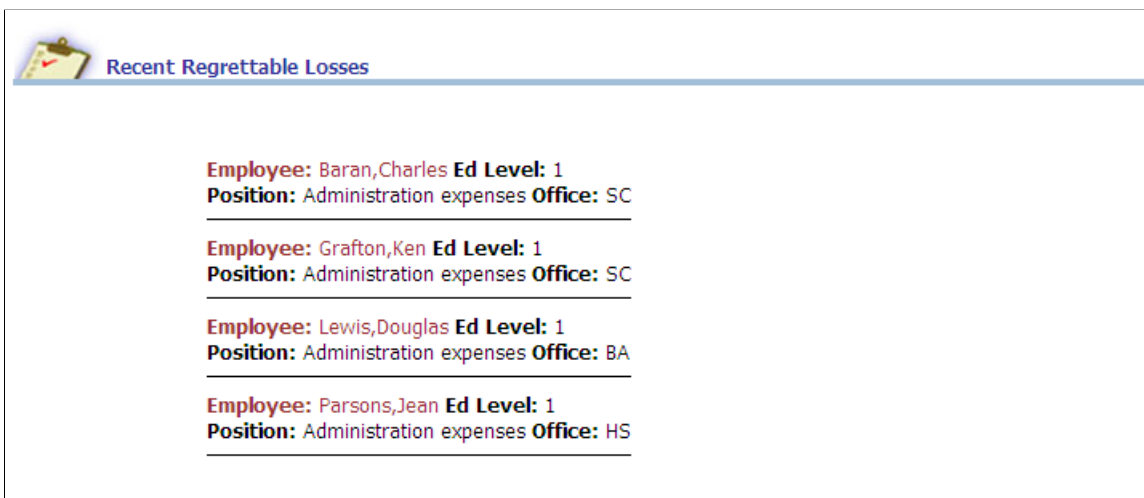 Recent Regrettable Losses
Employee: Baran,Charles Ed Level: 1
Position: Administration expenses Office: SC
Employee: Grafton,Ken Ed Level: 1
Position: Administration expenses Office: SC
Employee: Lewis,Douglas Ed Level: 1
Position: Administration expenses Office: BA
Employee: Parsons,Jean Ed Level: 1
Position: Administration expenses Office: HS